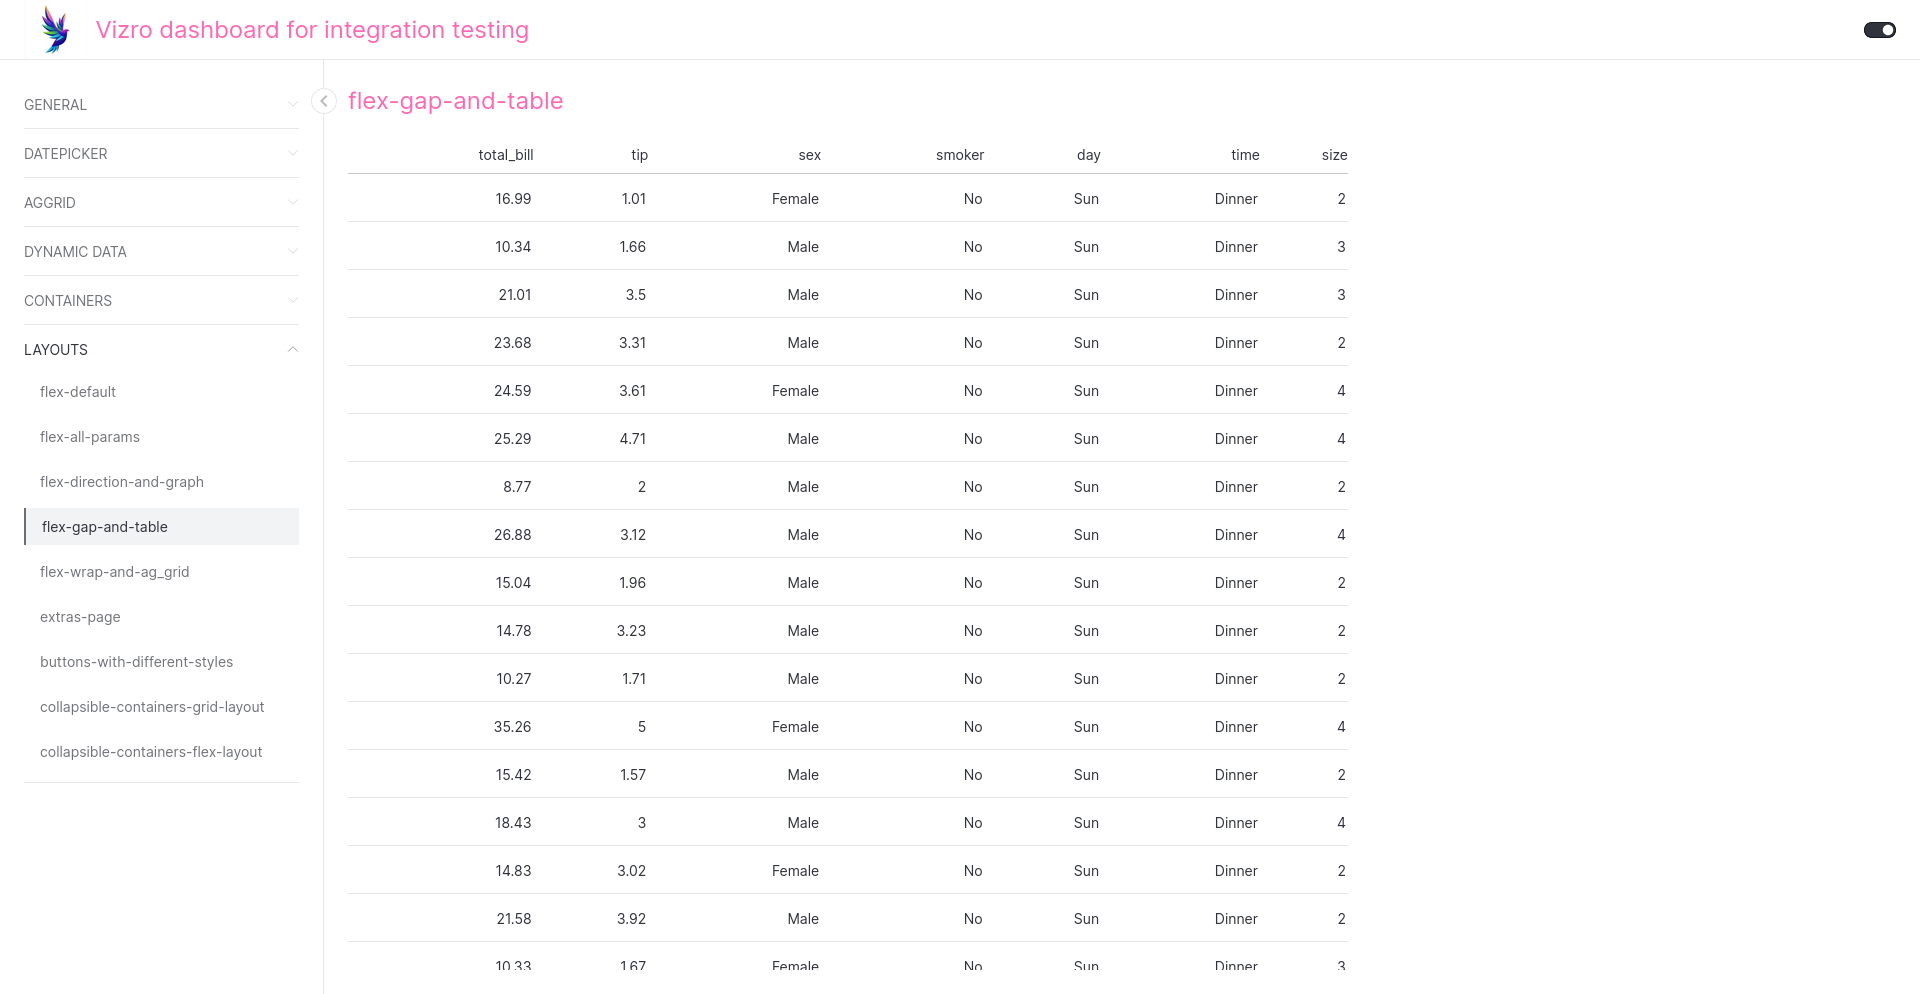 Vizro dashboard for integration testing
GENERAL
DATEPICKER
AGGRID
DYNAMIC DATA
CONTAINERS
LAYOUTS
flex-default
flex-all-params
flex-direction-and-graph
flex-gap-and-table
flex-wrap-and-ag_grid
extras-page
buttons-with-different-styles
collapsible-containers-grid-layout
collapsible-containers-flex-layout
flex-gap-and-table
total_bill tip sex smoker day time size
16.99 1.01 Female No Sun Dinner 2
10.34 1.66 Male No Sun Dinner 3
21.01 3.5 Male No Sun Dinner 3
23.68 3.31 Male No Sun Dinner 2
24.59 3.61 Female No Sun Dinner 4
25.29 4.71 Male No Sun Dinner 4
8.77 2 Male No Sun Dinner 2
26.88 3.12 Male No Sun Dinner 4
15.04 1.96 Male No Sun Dinner 2
14.78 3.23 Male No Sun Dinner 2
10.27 1.71 Male No Sun Dinner 2
35.26 5 Female No Sun Dinner 4
15.42 1.57 Male No Sun Dinner 2
18.43 3 Male No Sun Dinner 4
14.83 3.02 Female No Sun Dinner 2
21.58 3.92 Male No Sun Dinner 2
10.33 1.67 Female No Sun Dinner 3